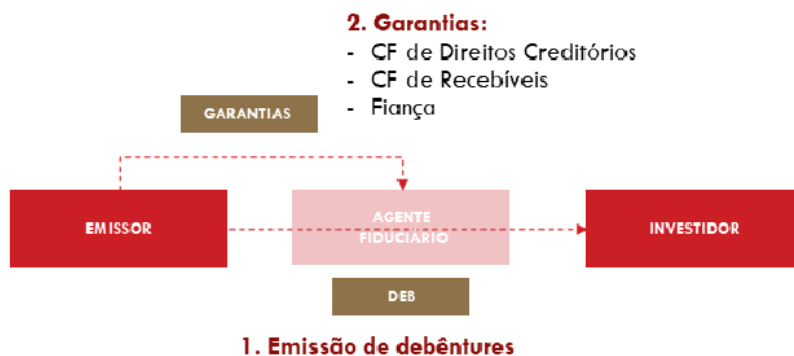 2. Garantias:
- CF de Direitos Creditórios
- CF de Recebíveis
- Fiança
GARANTIAS
EMISSOR
AGENTE
FIDUCIÁRIO
INVESTIDOR
DEB
1. Emissão de debêntures